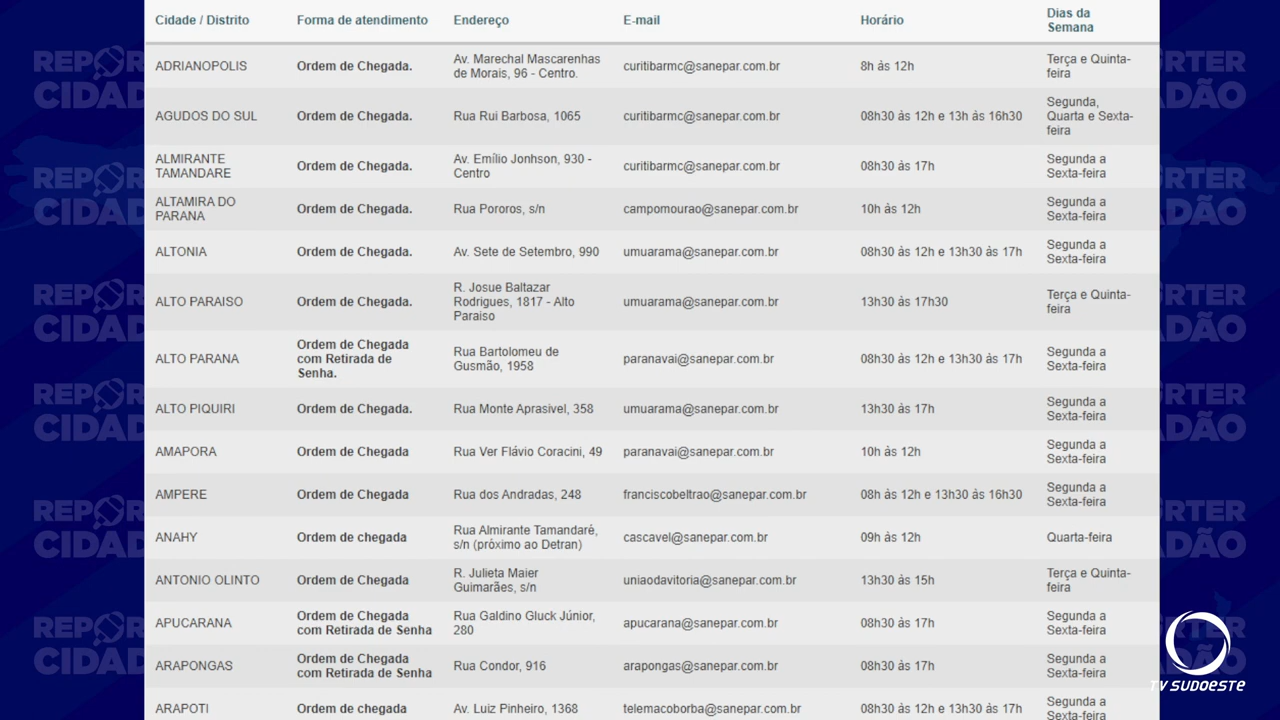 Cidade / Distrito
Forma de atendimento
Endereço
E-mail
Horário
Dias da
Semana
ADRIANOPOLIS
Ordem de Chegada.
Av. Marechal Mascarenhas
de Morais, 96 - Centro.
curitibarmc@sanepar.com.br
8h às 12h
Terça e Quinta-
feira
AGUDOS DO SUL
Ordem de Chegada.
Rua Rui Barbosa, 1065
curitibarmc@sanepar.com.br
08h30 às 12h e 13h às 16h30
Segunda,
Quarta e Sexta-
feira
ALMIRANTE
TAMANDARE
Ordem de Chegada.
Av. Emílio Jonhson, 930 -
Centro
curitibarmc@sanepar.com.br
08h30 às 17h
Segunda a
Sexta-feira
ALTAMIRA DO
PARANA
Ordem de Chegada.
Rua Pororos, s/n
campomourao@sanepar.com.br
10h às 12h
Segunda a
Sexta-feira
ALTONIA
Ordem de Chegada.
Av. Sete de Setembro, 990
umuarama@sanepar.com.br
08h30 às 12h e 13h30 às 17h
Segunda a
Sexta-feira
ALTO PARAISO
Ordem de Chegada.
R. Josue Baltazar
Rodrigues, 1817 - Alto
Paraiso
umuarama@sanepar.com.br
13h30 às 17h30
Terça e Quinta-
feira
ALTO PARANA
Ordem de Chegada
com Retirada de
Senha.
Rua Bartolomeu de
Gusmão, 1958
paranavai@sanepar.com.br
08h30 às 12h e 13h30 às 17h
Segunda a
Sexta-feira
ALTO PIQUIRI
Ordem de Chegada.
Rua Monte Aprasivel, 358
umuarama@sanepar.com.br
13h30 às 17h
Segunda a
Sexta-feira
AMAPORA
Ordem de Chegada
Rua Ver Flávio Coracini, 49
paranavai@sanepar.com.br
10h às 12h
Segunda a
Sexta-feira
AMPERE
Ordem de Chegada
Rua dos Andradas, 248
franciscobeltrao@sanepar.com.br
08h às 12h e 13h30 às 16h30
Segunda a
Sexta-feira
ANAHY
Ordem de chegada
Rua Almirante Tamandaré,
s/n (próximo ao Detran)
cascavel@sanepar.com.br
09h às 12h
Quarta-feira
ANTONIO OLINTO
Ordem de Chegada
R. Julieta Maier
Guimarães, s/n
uniaodavitoria@sanepar.com.br
13h30 às 15h
Terça e Quinta-
feira
APUCARANA
Ordem de Chegada
com Retirada de Senha
Rua Galdino Gluck Júnior,
280
apucarana@sanepar.com.br
08h30 às 17h
Segunda a
Sexta-feira
ARAPONGAS
Ordem de Chegada
com Retirada de Senha
Rua Condor, 916
arapongas@sanepar.com.br
08h30 às 17h
Segunda a
Sexta-feira
ARAPOTI
Ordem de chegada
Av. Luiz Pinheiro, 1368
telemacoborba@sanepar.com.br
08h30 às 12h e 13h30 às 17h
Segunda a
Sexta-feira
TV SUDOESTE